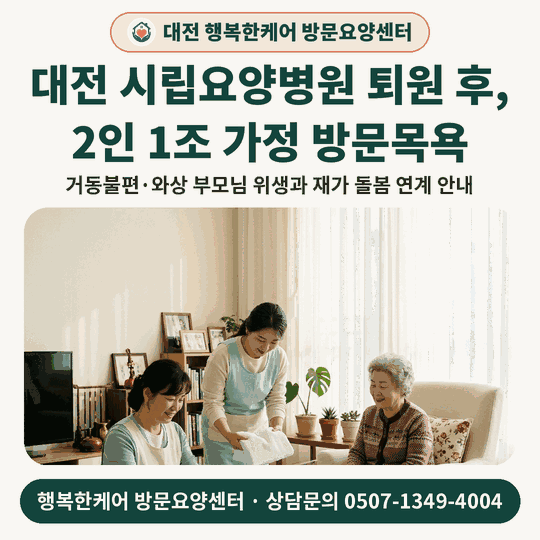 대전 행복한케어 방문요양센터
대전 시립요양병원 퇴원 후,
2인 1조 가정 방문목욕
거동불편·와상 부모님 위생과 재가 돌봄 연계 안내
행복한케어 방문요양센터 · 상담문의 0507-1349-4004